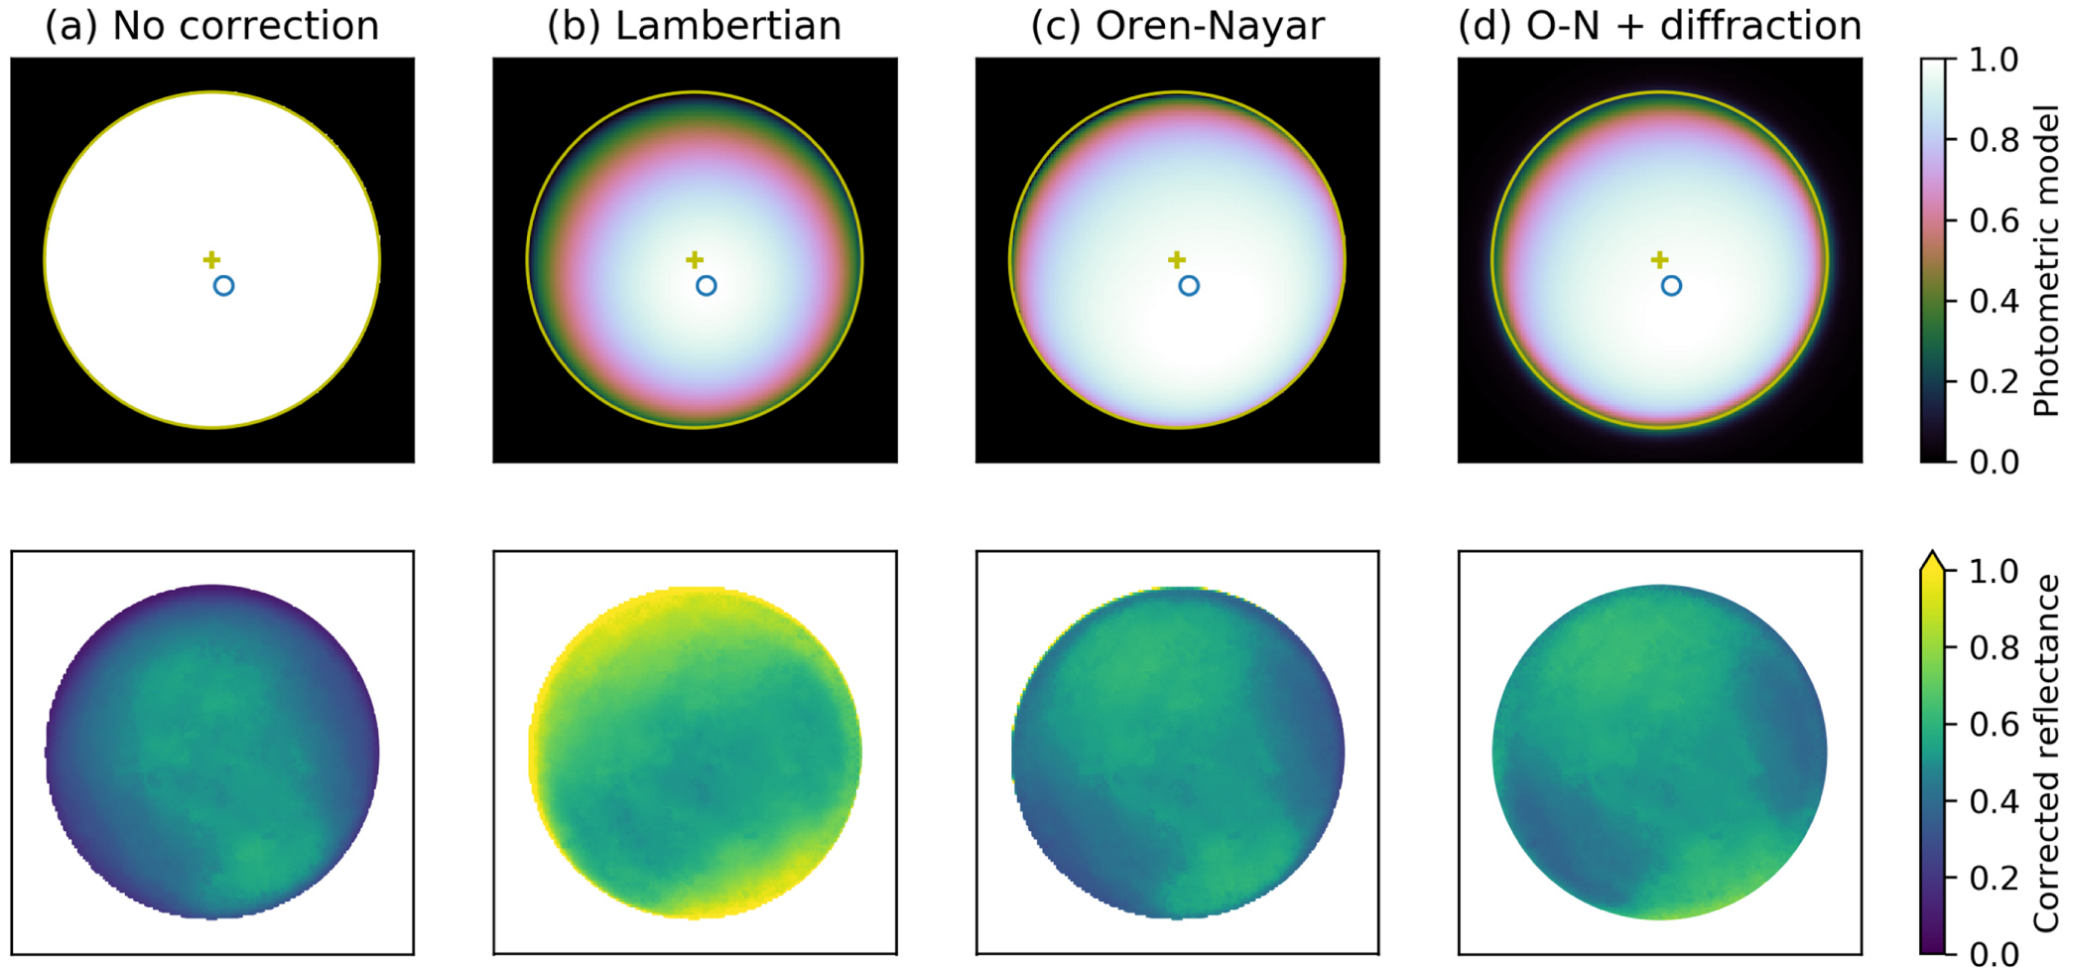 (a) No correction
(b) Lambertian
(c) Oren-Nayar
(d) O-N + diffraction
1.0
0.8
0.6
0.4
0.2
0.0
Photometric model
1.0
0.8
0.6
0.4
0.2
0.0
Corrected reflectance